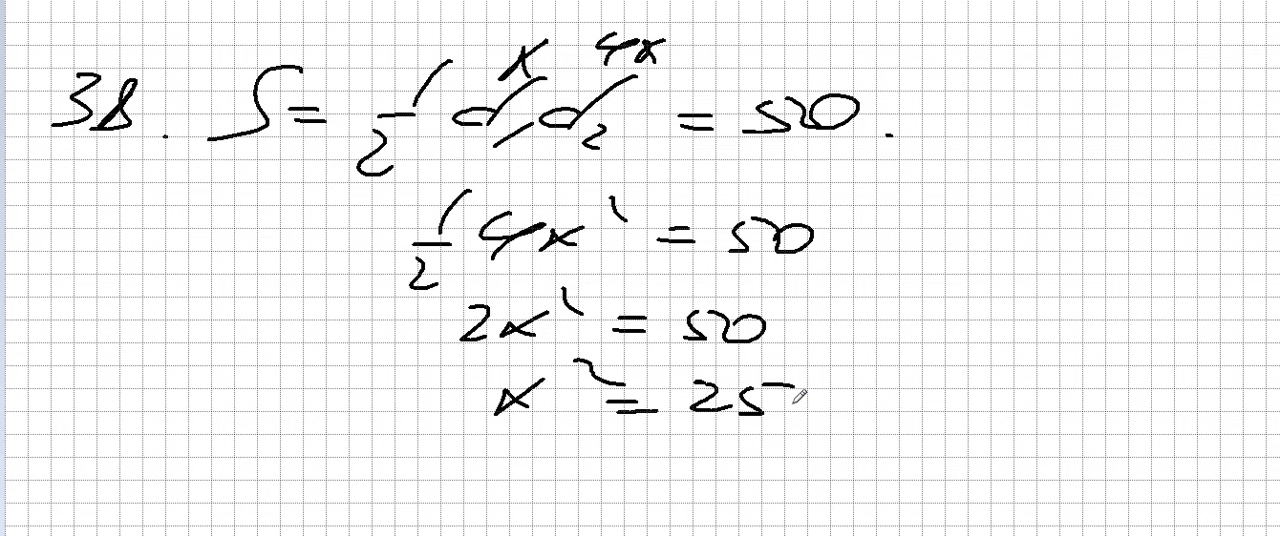 x 4x
38. S = 1/2 d₁d₂ = 50.
1/2 4x² = 50
2x² = 50
x² = 25